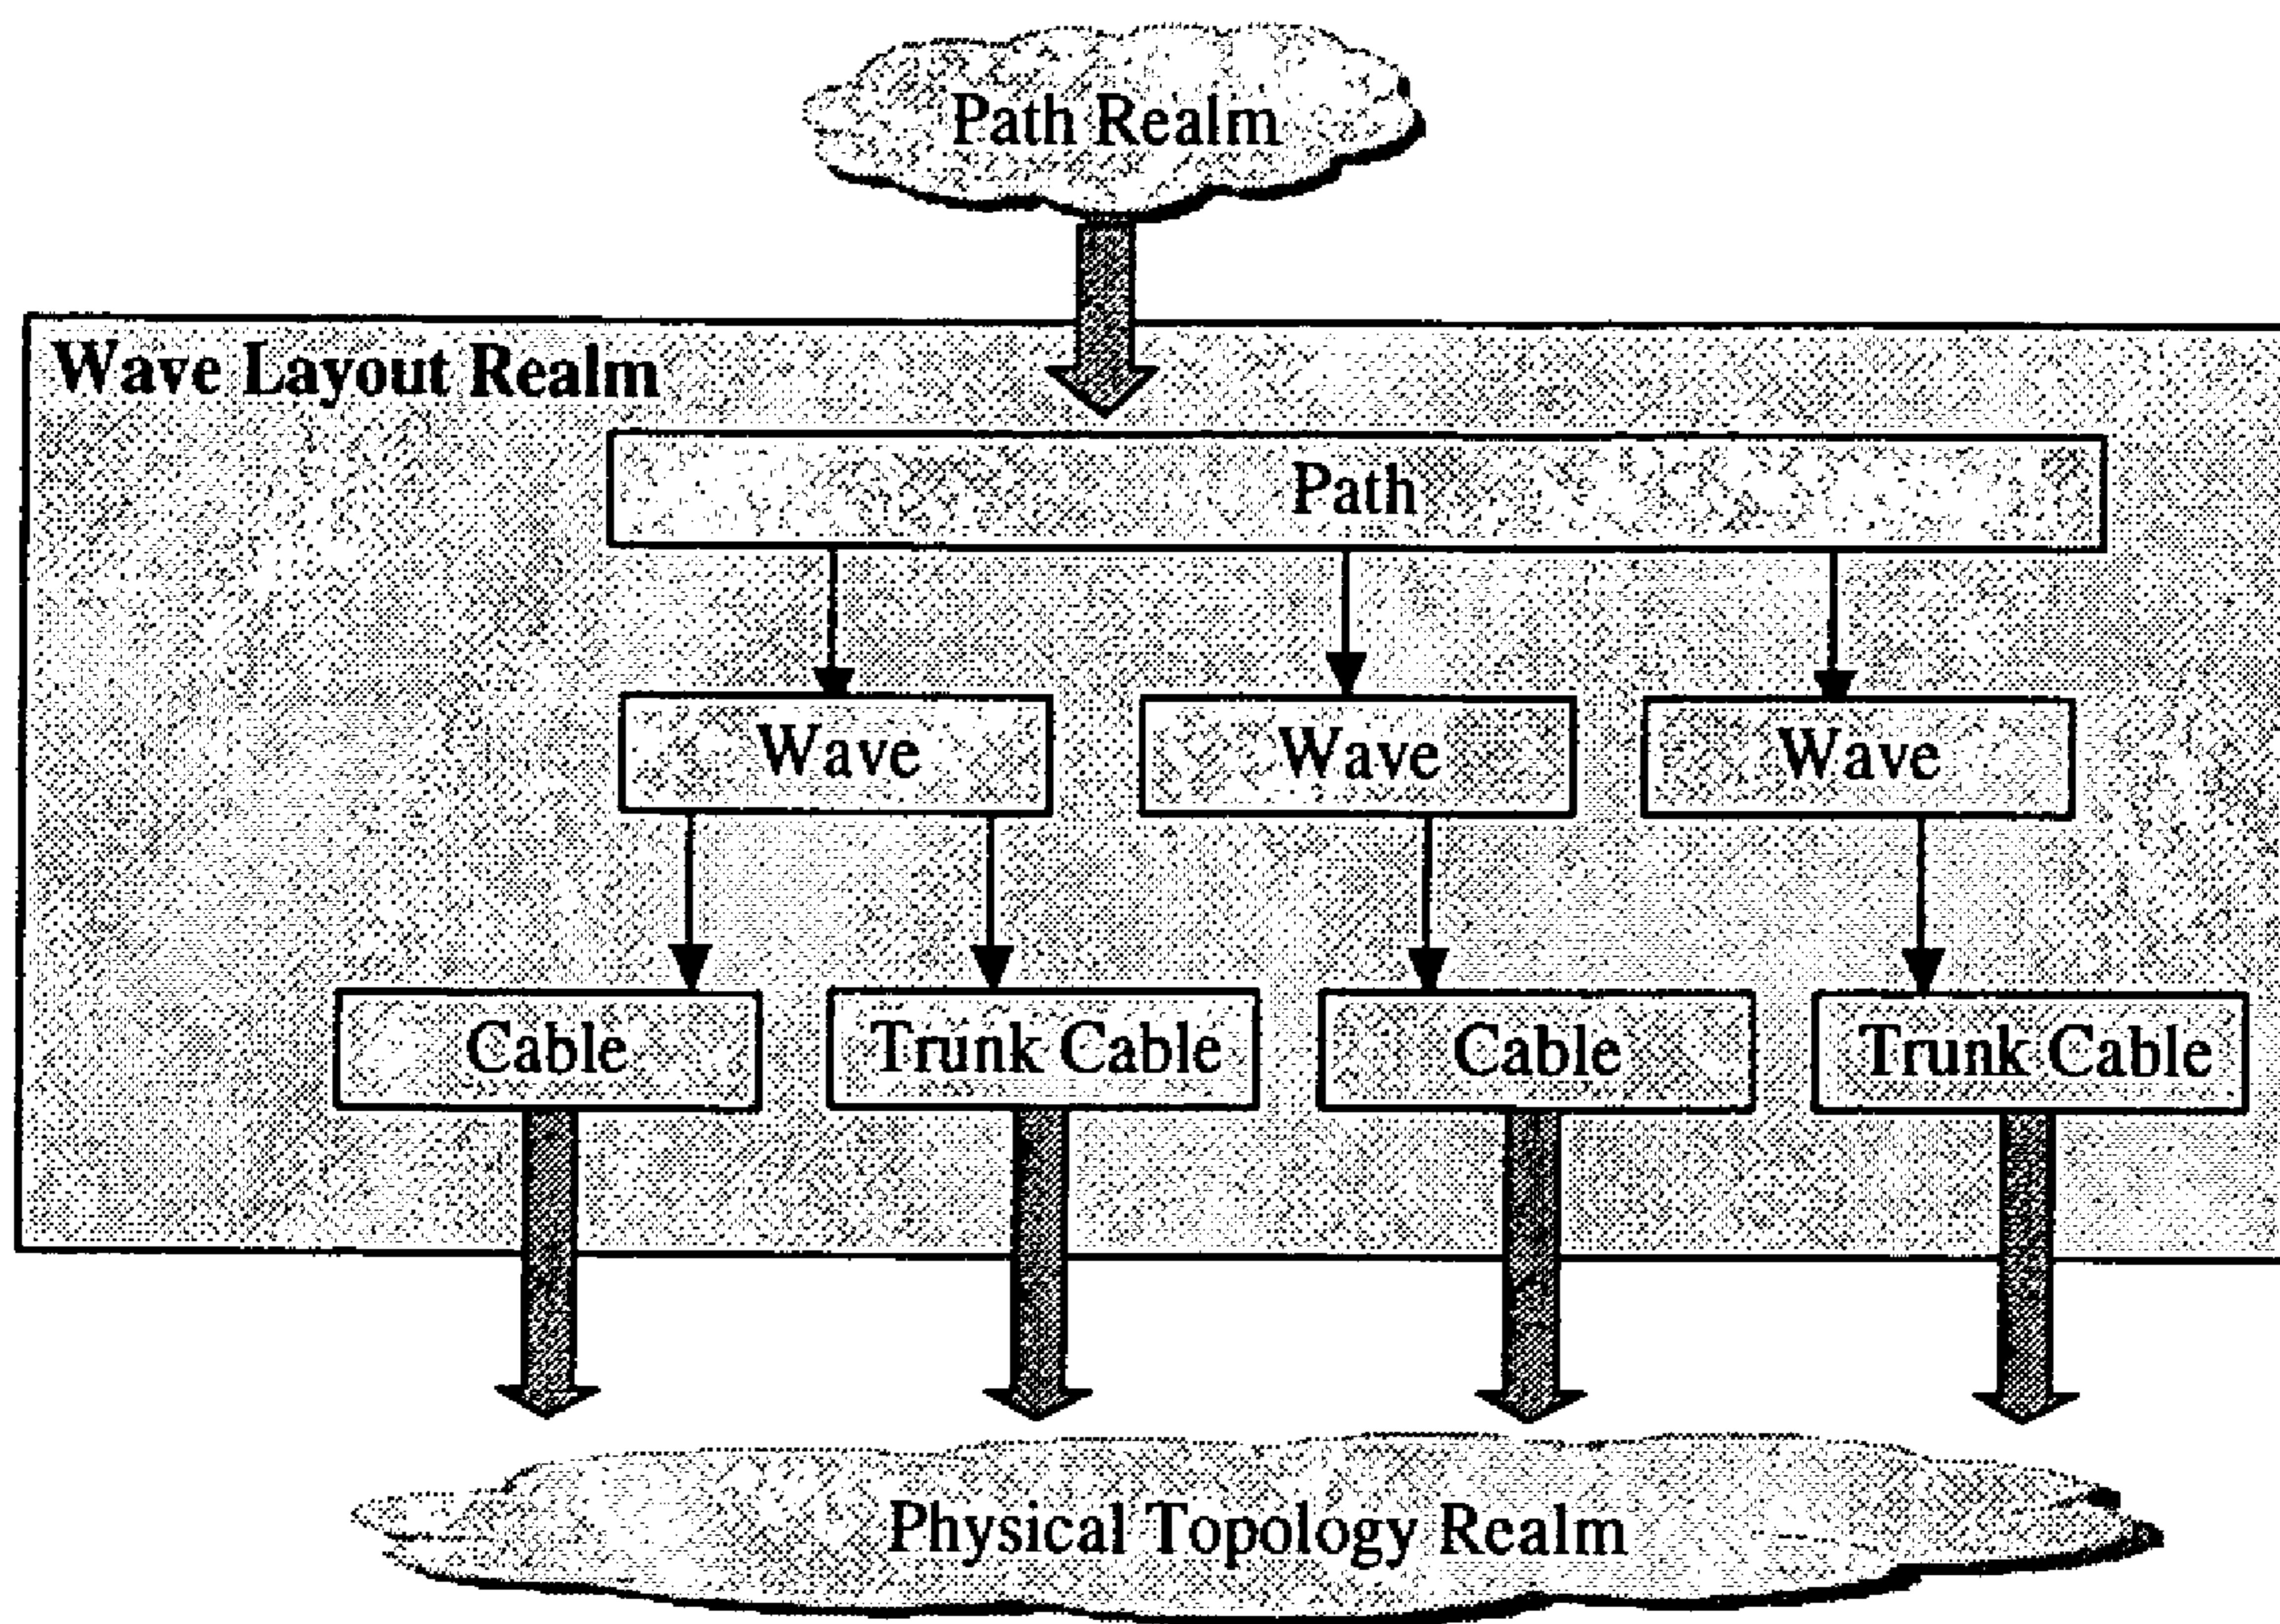 Path Realm
Wave Layout Realm
Path
Wave
Wave
Wave
Cable
Trunk Cable
Cable
Trunk Cable
Physical Topology Realm